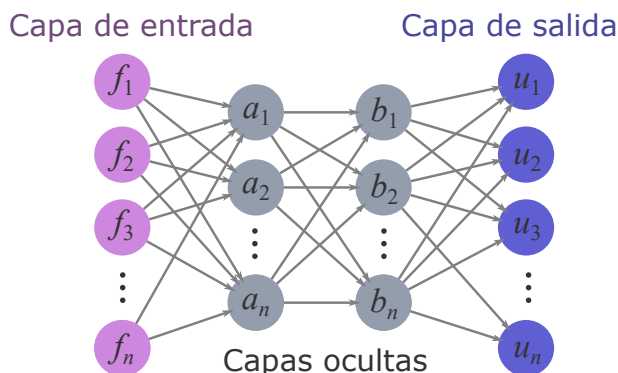 Capa de entrada Capa de salida
f1 u1
a1 b1
f2 u2
a2 b2
f3 u3
an bn
fn un
Capas ocultas